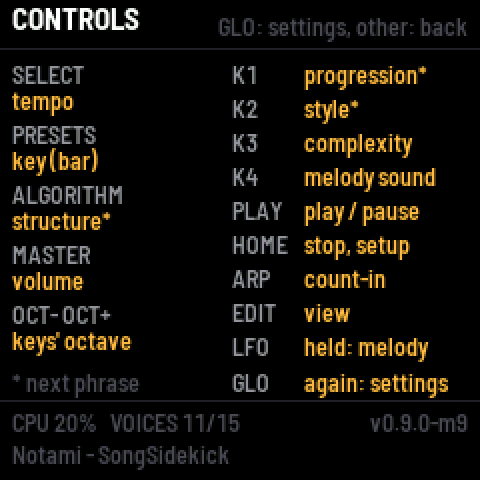 CONTROLS
GLO: settings, other: back
SELECT
tempo
PRESETS
key (bar)
ALGORITHM
structure*
MASTER
volume
OCT- OCT+
keys' octave
* next phrase
K1 progression*
K2 style*
K3 complexity
K4 melody sound
PLAY play / pause
HOME stop, setup
ARP count-in
EDIT view
LFO held: melody
GLO again: settings
CPU 20% VOICES 11/15 v0.9.0-m9
Notami - SongSidekick